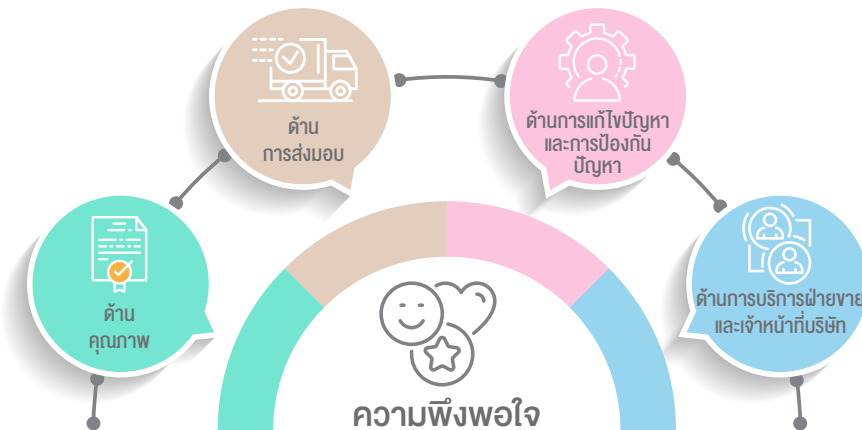 ด้าน
การส่งมอบ
ด้านการแก้ไขปัญหา
และการป้องกัน
ปัญหา
ด้าน
คุณภาพ
ด้านการบริการฝ่ายขาย
และเจ้าหน้าที่บริษัท
ความพึงพอใจ